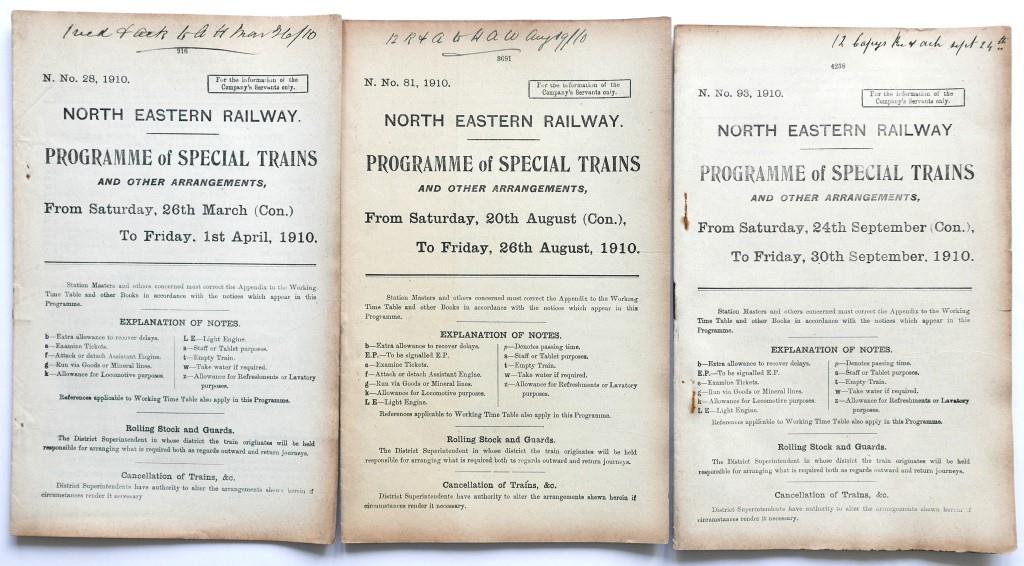 1 recd & ack to A H Mar 26/10
916
N. No. 28, 1910.
For the information of the
Company's Servants only.
NORTH EASTERN RAILWAY.
PROGRAMME of SPECIAL TRAINS
AND OTHER ARRANGEMENTS,
From Saturday, 26th March (Con.)
To Friday. 1st April, 1910.
Station Masters and others concerned must correct the Appendix to the Working
Time Table and other Books in accordance with the notices which appear in this
Programme.
EXPLANATION OF NOTES.
b—Extra allowance to recover delays.
e—Examine Tickets.
f—Attach or detach Assistant Engine.
g—Run via Goods or Mineral lines.
k—Allowance for Locomotive purposes.
L E—Light Engine.
s—Staff or Tablet purposes.
t—Empty Train.
w—Take water if required.
z—Allowance for Refreshments or Lavatory
purposes.
References applicable to Working Time Table also apply in this Programme.
Rolling Stock and Guards.
The District Superintendent in whose district the train originates will be held
responsible for arranging what is required both as regards outward and return journeys.
Cancellation of Trains, &c.
District Superintendents have authority to alter the arrangements shewn herein if
circumstances render it necessary
12 R & A to H A W Aug 19/10
3691
N. No. 81, 1910.
For the information of the
Company's Servants only.
NORTH EASTERN RAILWAY.
PROGRAMME of SPECIAL TRAINS
AND OTHER ARRANGEMENTS,
From Saturday, 20th August (Con.),
To Friday, 26th August, 1910.
Station Masters and others concerned must correct the Appendix to the Working
Time Table and other Books in accordance with the notices which appear in this
Programme.
EXPLANATION OF NOTES.
b—Extra allowance to recover delays.
E.P.—To be signalled E.P.
e—Examine Tickets.
f—Attach or detach Assistant Engine.
g—Run via Goods or Mineral lines.
k—Allowance for Locomotive purposes.
L E—Light Engine.
p—Denotes passing time.
s—Staff or Tablet purposes.
t—Empty Train.
w—Take water if required.
z—Allowance for Refreshments or Lavatory
purposes.
References applicable to Working Time Table also apply in this Programme.
Rolling Stock and Guards.
The District Superintendent in whose district the train originates will be held
responsible for arranging what is required both as regards outward and return journeys.
Cancellation of Trains, &c.
District Superintendents have authority to alter the arrangements shewn herein if
circumstances render it necessary.
12 Copys Re & ack Sept 24th
4238
N. No. 93, 1910.
For the information of the
Company's Servants only.
NORTH EASTERN RAILWAY
PROGRAMME of SPECIAL TRAINS
AND OTHER ARRANGEMENTS,
From Saturday, 24th September (Con.),
To Friday, 30th September. 1910.
Station Masters and others concerned must correct the Appendix to the Working
Time Table and other Books in accordance with the notices which appear in this
Programme.
EXPLANATION OF NOTES.
b—Extra allowance to recover delays.
E.P.—To be signalled E.P.
e—Examine Tickets.
g—Run via Goods or Mineral lines.
k—Allowance for Locomotive purposes.
L E—Light Engine.
p—Denotes passing time.
s—Staff or Tablet purposes.
t—Empty Train.
w—Take water if required.
z—Allowance for Refreshments or Lavatory
purposes.
References applicable to Working Time Table also apply in this Programme.
Rolling Stock and Guards.
The District Superintendent in whose district the train originates will be held
responsible for arranging what is required both as regards outward and return journeys.
Cancellation of Trains, &c.
District Superintendents have authority to alter the arrangements shewn herein if
circumstances render it necessary.